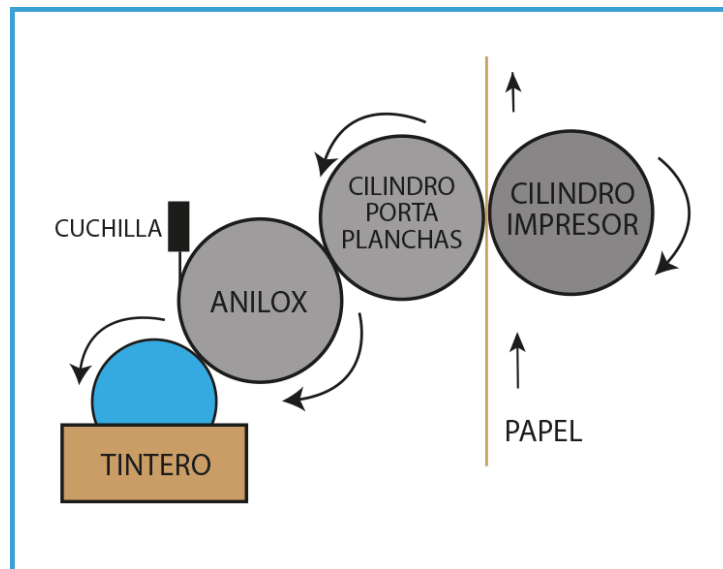 CILINDRO
PORTA
PLANCHAS
CILINDRO
IMPRESOR
CUCHILLA
ANILOX
PAPEL
TINTERO